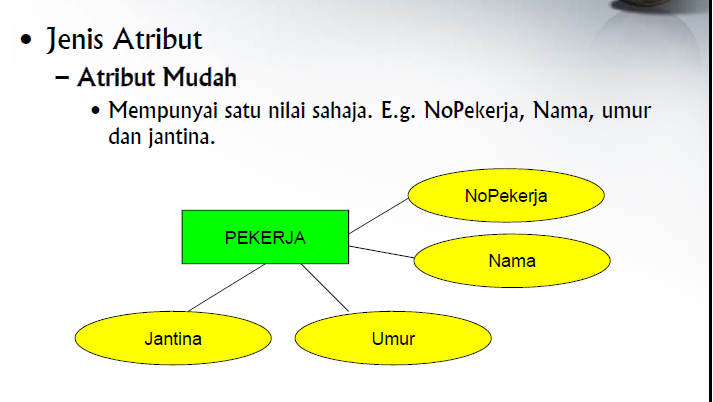 • Jenis Atribut
– Atribut Mudah
• Mempunyai satu nilai sahaja. E.g. NoPekerja, Nama, umur
dan jantina.
NoPekerja
PEKERJA
Nama
Jantina
Umur